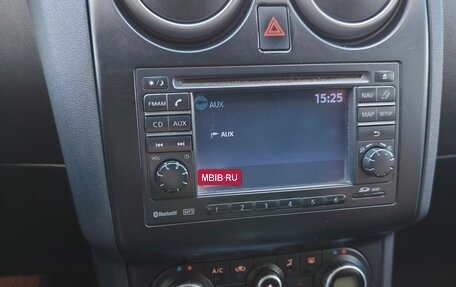 AUX
15:25
FM·AM
NAV
CD
AUX
AUX
MAP
SETUP
VOL
MBIB·RU
Bluetooth
MP3
1 2 3 4 5 6
A/C